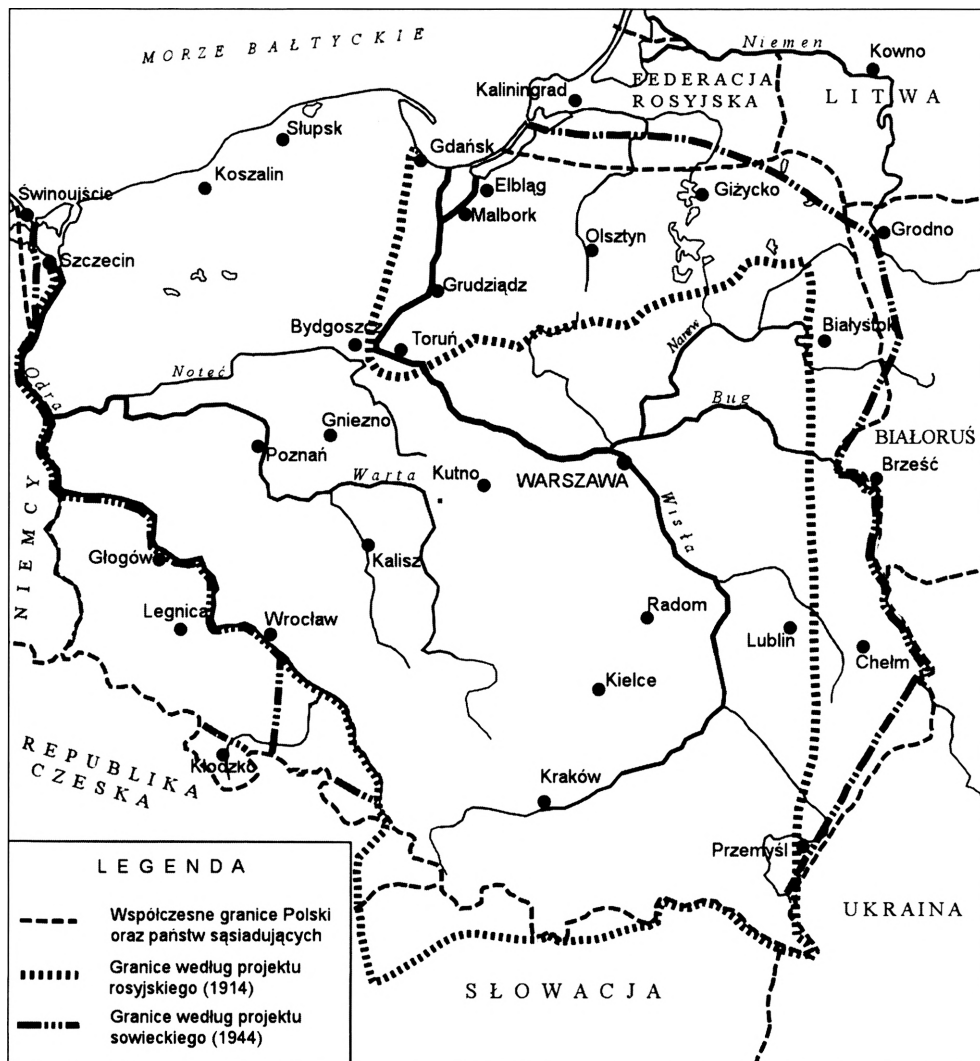 MORZE BAŁTYCKIE
Niemen
Kowno
Kaliningrad
FEDERACJA
ROSYJSKA
LITWA
Słupsk
Gdańsk
Koszalin
Elbląg
Giżycko
Świnoujście
Malbork
Grodno
Olsztyn
Szczecin
Grudziądz
Bydgoszcz
Toruń
Białystok
Narew
Noteć
Odra
Bug
Gniezno
BIAŁORUŚ
Poznań
Brześć
Kutno
WARSZAWA
Warta
Wisła
NIEMCY
Głogów
Kalisz
Legnica
Wrocław
Radom
Lublin
Chełm
Kielce
REPUBLIKA
CZESKA
Kłodzko
Kraków
Przemyśl
UKRAINA
SŁOWACJA
LEGENDA
Współczesne granice Polski
oraz państw sąsiadujących
Granice według projektu
rosyjskiego (1914)
Granice według projektu
sowieckiego (1944)